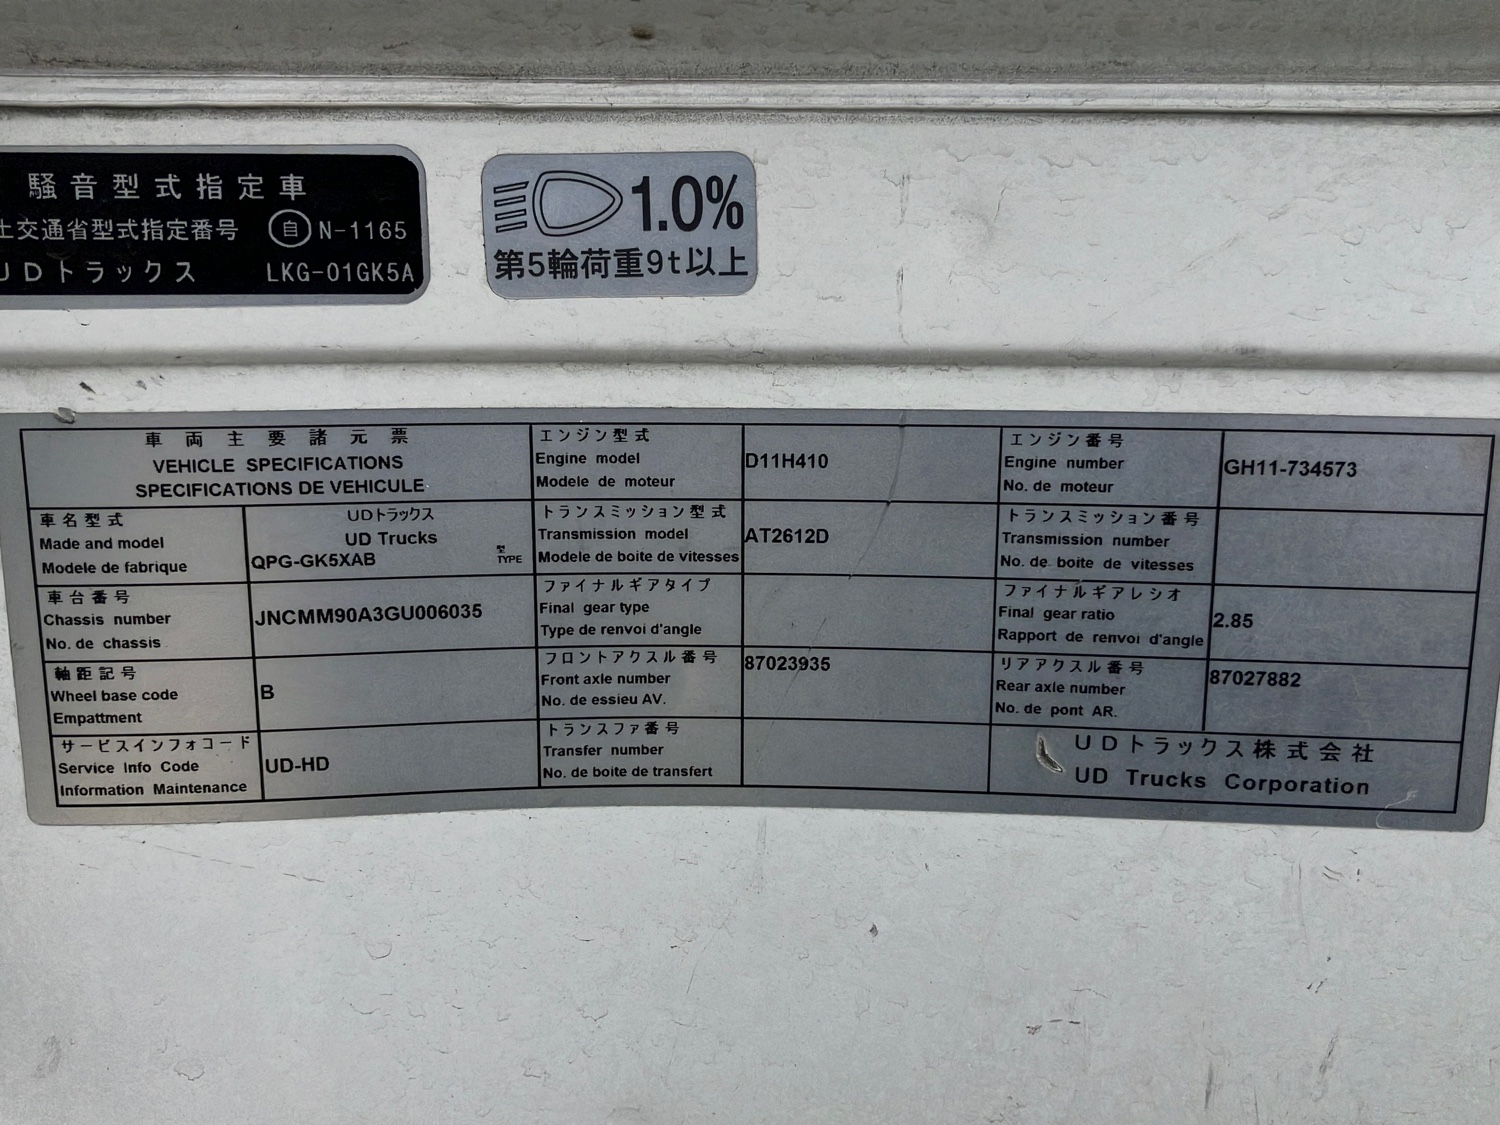 騒音型式指定車
土交通省型式指定番号 自 N-1165
UDトラックス LKG-01GK5A
1.0%
第5輪荷重9t以上
車両主要諸元票
VEHICLE SPECIFICATIONS
SPECIFICATIONS DE VEHICULE
車名型式
Made and model
Modele de fabrique
UDトラックス
UD Trucks
QPG-GK5XAB
型
TYPE
車台番号
Chassis number
No. de chassis
JNCMM90A3GU006035
軸距記号
Wheel base code
Empattment
B
サービスインフォコード
Service Info Code
Information Maintenance
UD-HD
エンジン型式
Engine model
Modele de moteur
D11H410
トランスミッション型式
Transmission model
Modele de boite de vitesses
AT2612D
ファイナルギアタイプ
Final gear type
Type de renvoi d'angle
フロントアクスル番号
Front axle number
No. de essieu AV.
87023935
トランスファ番号
Transfer number
No. de boite de transfert
エンジン番号
Engine number
No. de moteur
GH11-734573
トランスミッション番号
Transmission number
No. de boite de vitesses
ファイナルギアレシオ
Final gear ratio
Rapport de renvoi d'angle
2.85
リアアクスル番号
Rear axle number
No. de pont AR.
87027882
UDトラックス株式会社
UD Trucks Corporation